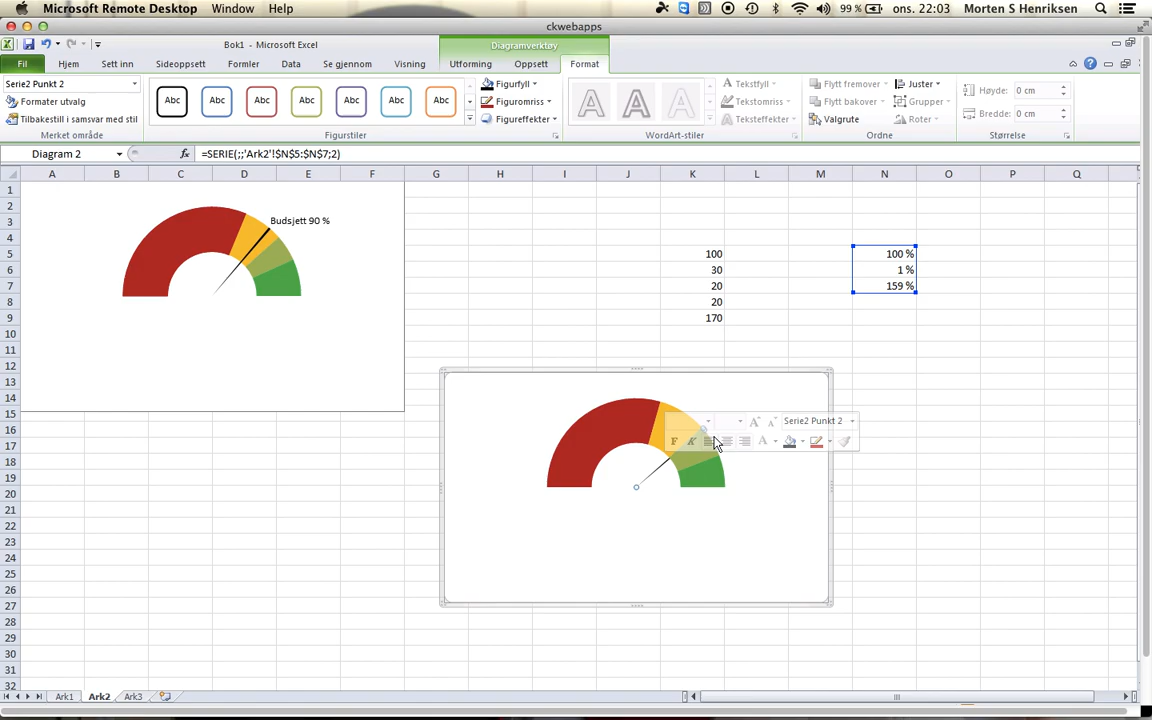 Microsoft Remote Desktop Window Help 99 % ons. 22:03 Morten S Henriksen
ckwebapps
Bok1 - Microsoft Excel Diagramverktøy
Fil Hjem Sett inn Sideoppsett Formler Data Se gjennom Visning Utforming Oppsett Format
Serie2 Punkt 2
Formater utvalg
Tilbakestill i samsvar med stil
Merket område
Abc Abc Abc Abc Abc Abc Abc
Figurstiler
Figurfyll
Figuromriss
Figureffekter
A A A
Tekstfyll
Tekstomriss
Teksteffekter
WordArt-stiler
Flytt fremover
Flytt bakover
Valgrute
Juster
Grupper
Roter
Ordne
Høyde: 0 cm
Bredde: 0 cm
Størrelse
Diagram 2 fx =SERIE(;;'Ark2'!$N$5:$N$7;2)
A B C D E F G H I J K L M N O P Q
1
2
3 Budsjett 90 %
4
5 100 100 %
6 30 1 %
7 20 159 %
8 20
9 170
10
11
12
13
14
15 Serie2 Punkt 2
16 F K A
17
18
19
20
21
22
23
24
25
26
27
28
29
30
31
32
Ark1 Ark2 Ark3